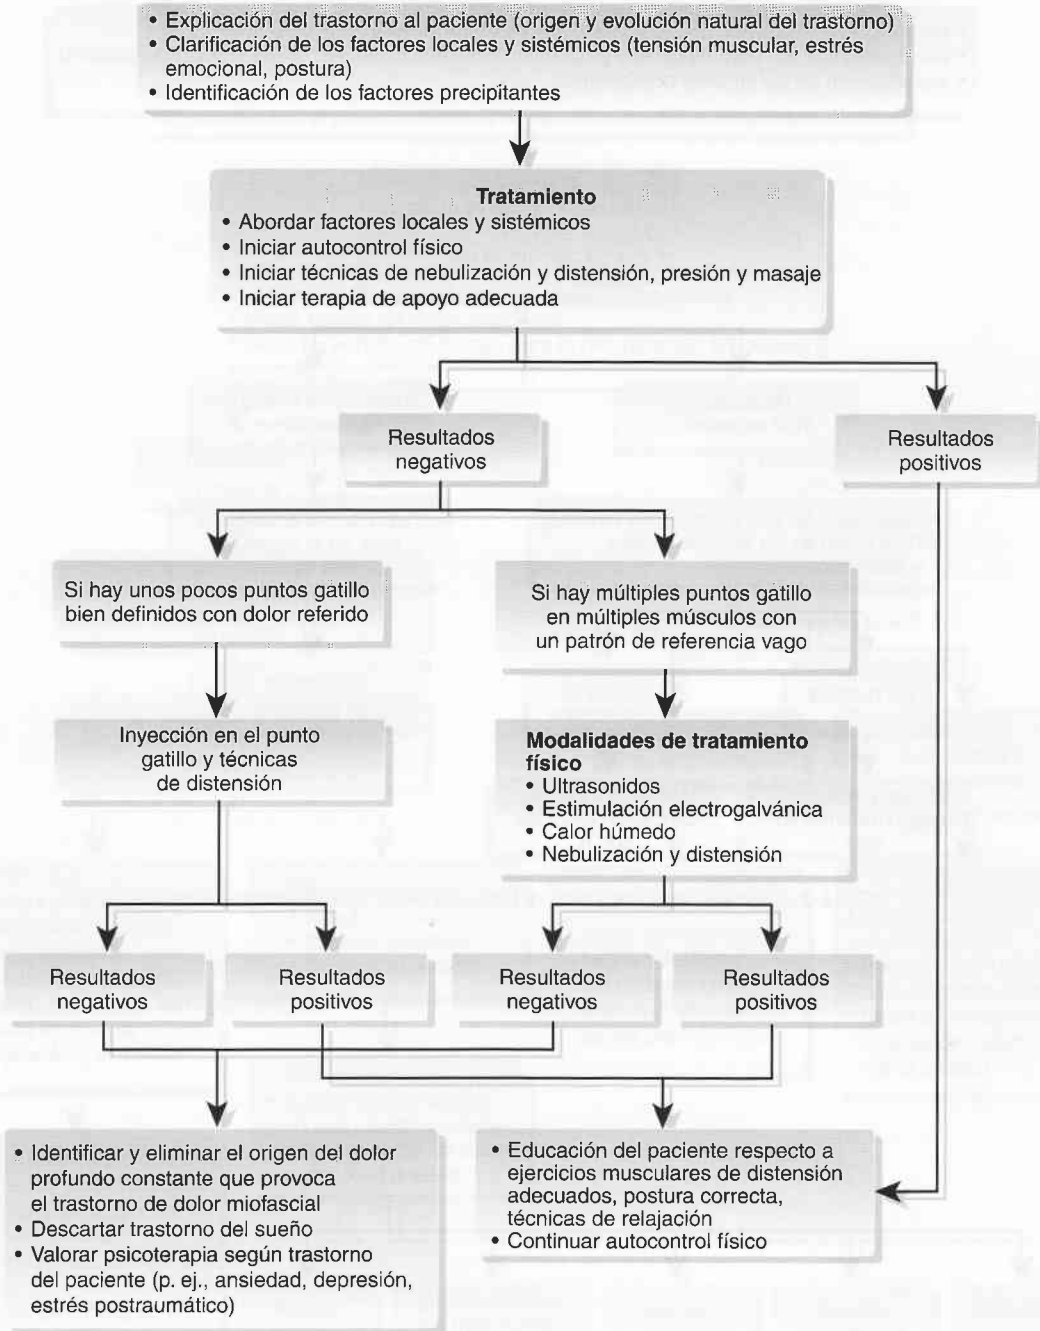 • Explicación del trastorno al paciente (origen y evolución natural del trastorno)
• Clarificación de los factores locales y sistémicos (tensión muscular, estrés
emocional, postura)
• Identificación de los factores precipitantes
Tratamiento
• Abordar factores locales y sistémicos
• Iniciar autocontrol físico
• Iniciar técnicas de nebulización y distensión, presión y masaje
• Iniciar terapia de apoyo adecuada
Resultados
negativos
Resultados
positivos
Si hay unos pocos puntos gatillo
bien definidos con dolor referido
Si hay múltiples puntos gatillo
en múltiples músculos con
un patrón de referencia vago
Inyección en el punto
gatillo y técnicas
de distensión
Modalidades de tratamiento
físico
• Ultrasonidos
• Estimulación electrogalvánica
• Calor húmedo
• Nebulización y distensión
Resultados
negativos
Resultados
positivos
Resultados
negativos
Resultados
positivos
• Identificar y eliminar el origen del dolor
profundo constante que provoca
el trastorno de dolor miofascial
• Descartar trastorno del sueño
• Valorar psicoterapia según trastorno
del paciente (p. ej., ansiedad, depresión,
estrés postraumático)
• Educación del paciente respecto a
ejercicios musculares de distensión
adecuados, postura correcta,
técnicas de relajación
• Continuar autocontrol físico